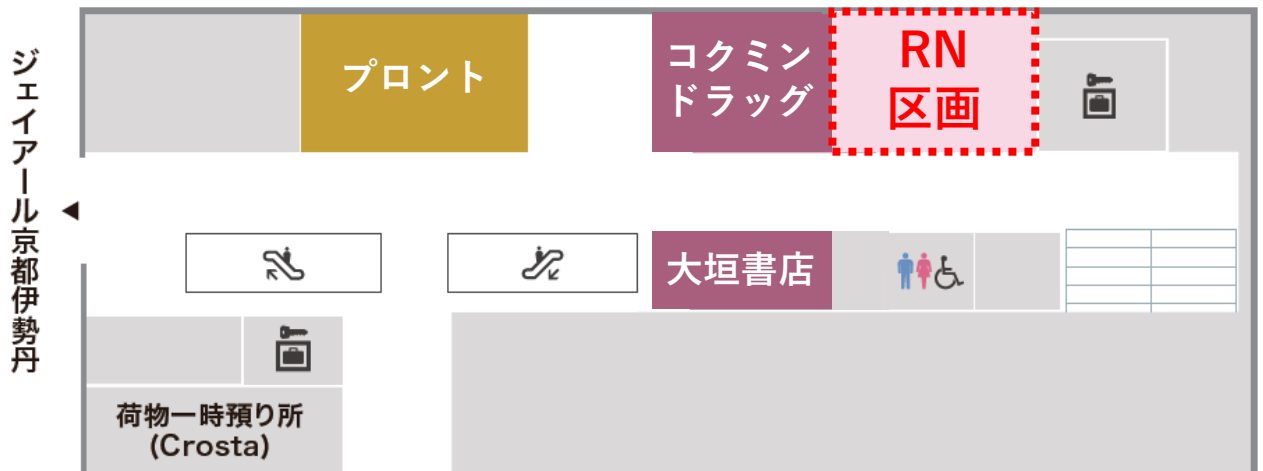 ジェイアール京都伊勢丹
プロント
コクミン
ドラッグ
RN
区画
大垣書店
荷物一時預り所
(Crosta)